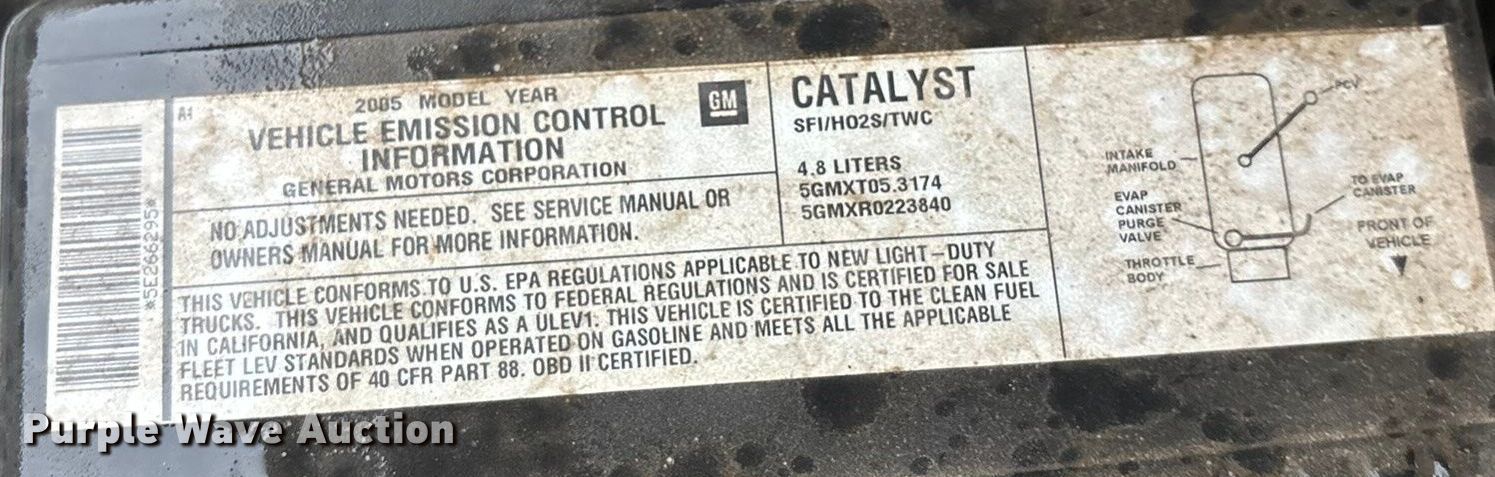 *5E266295*
A4
2005 MODEL YEAR
VEHICLE EMISSION CONTROL
INFORMATION
GENERAL MOTORS CORPORATION
GM
NO ADJUSTMENTS NEEDED. SEE SERVICE MANUAL OR
OWNERS MANUAL FOR MORE INFORMATION.
THIS VEHICLE CONFORMS TO U.S. EPA REGULATIONS APPLICABLE TO NEW LIGHT-DUTY
TRUCKS. THIS VEHICLE CONFORMS TO FEDERAL REGULATIONS AND IS CERTIFIED FOR SALE
IN CALIFORNIA, AND QUALIFIES AS A ULEV1. THIS VEHICLE IS CERTIFIED TO THE CLEAN FUEL
FLEET LEV STANDARDS WHEN OPERATED ON GASOLINE AND MEETS ALL THE APPLICABLE
REQUIREMENTS OF 40 CFR PART 88. OBD II CERTIFIED.
CATALYST
SFI/HO2S/TWC
4.8 LITERS
5GMXT05.3174
5GMXR0223840
PCV
INTAKE
MANIFOLD
EVAP
CANISTER
PURGE
VALVE
THROTTLE
BODY
TO EVAP
CANISTER
FRONT OF
VEHICLE
Purple Wave Auction